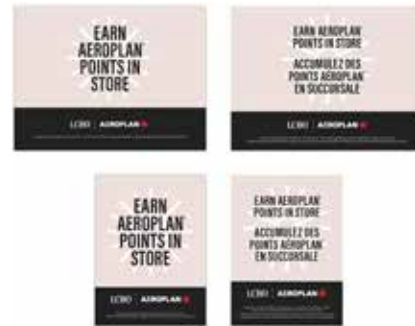 EARN
AEROPLAN
POINTS IN
STORE
LCBO | AEROPLAN
EARN AEROPLAN
POINTS IN STORE
ACCUMULEZ DES
POINTS AÉROPLAN
EN SUCCURSALE
LCBO | AEROPLAN
EARN
AEROPLAN
POINTS IN
STORE
LCBO | AEROPLAN
EARN AEROPLAN
POINTS IN STORE
ACCUMULEZ DES
POINTS AÉROPLAN
EN SUCCURSALE
LCBO | AEROPLAN